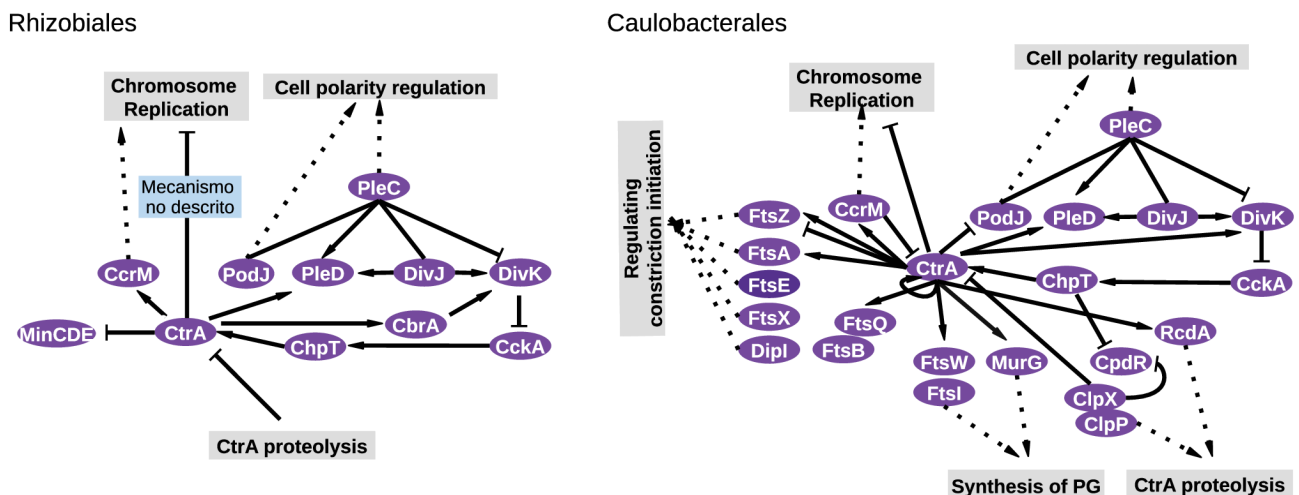 Rhizobiales
Chromosome
Replication
Cell polarity regulation
Mecanismo
no descrito
PleC
CcrM
PodJ
PleD
DivJ
DivK
MinCDE
CtrA
CbrA
ChpT
CckA
CtrA proteolysis
Caulobacterales
Cell polarity regulation
Chromosome
Replication
Regulating
constriction initiation
PleC
FtsZ
CcrM
PodJ
PleD
DivJ
DivK
FtsA
CtrA
ChpT
CckA
FtsE
FtsX
FtsQ
RcdA
DipI
FtsB
FtsW
MurG
CpdR
FtsI
ClpX
ClpP
Synthesis of PG
CtrA proteolysis